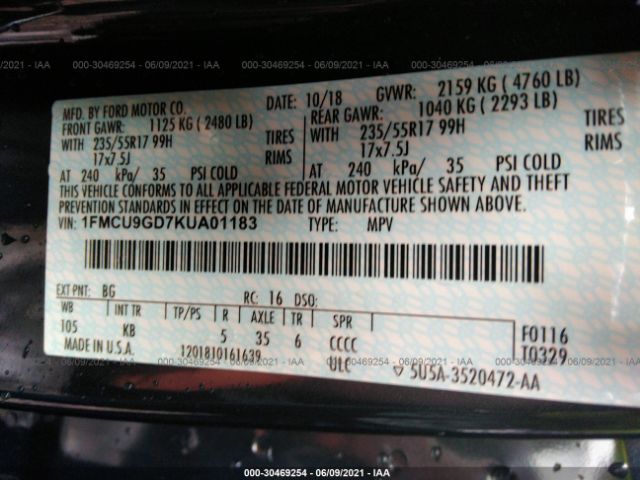 000-30469254 - 06/09/2021 - IAA
MFD. BY FORD MOTOR CO.
DATE: 10/18 GVWR: 2159 KG ( 4760 LB)
FRONT GAWR: 1125 KG ( 2480 LB)
REAR GAWR: 1040 KG ( 2293 LB)
WITH 235/55R17 99H TIRES
17x7.5J RIMS
AT 240 kPa/ 35 PSI COLD
WITH 235/55R17 99H TIRES
17x7.5J RIMS
AT 240 kPa/ 35 PSI COLD
THIS VEHICLE CONFORMS TO ALL APPLICABLE FEDERAL MOTOR VEHICLE SAFETY AND THEFT
PREVENTION STANDARDS IN EFFECT ON THE DATE OF MANUFACTURE SHOWN ABOVE.
VIN: 1FMCU9GD7KUA01183 TYPE: MPV
EXT PNT: BG RC: 16 DSO:
WB INT TR TP/PS R AXLE TR SPR
105 KB 5 35 6 CCCC
MADE IN U.S.A. 1201810161639 ULC
F0116
T0329
5U5A-3520472-AA
000-30469254 - 06/09/2021 - IAA